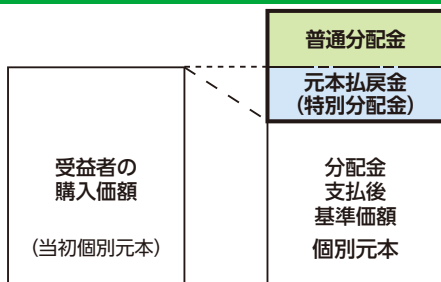 普通分配金
元本払戻金
(特別分配金)
受益者の
購入価額
(当初個別元本)
分配金
支払後
基準価額
個別元本